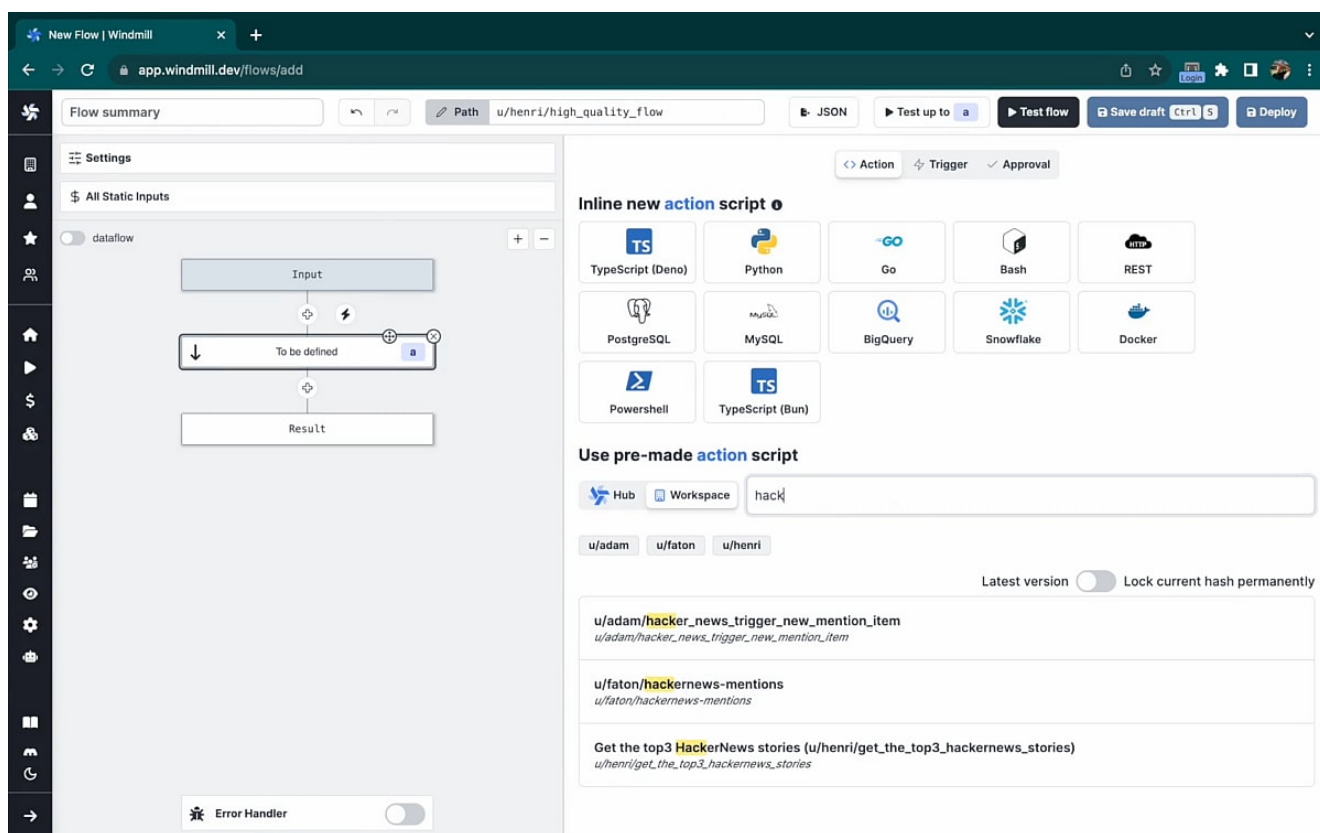 New Flow | Windmill
app.windmill.dev/flows/add
Login
Flow summary
Path
u/henri/high_quality_flow
JSON
Test up to a
Test flow
Save draft Ctrl S
Deploy
Settings
$ All Static Inputs
dataflow
Input
To be defined
a
Result
Error Handler
Action
Trigger
Approval
Inline new action script
TS
TypeScript (Deno)
Python
GO
Go
Bash
HTTP
REST
PostgreSQL
MySQL
MySQL
BigQuery
Snowflake
Docker
Powershell
TS
TypeScript (Bun)
Use pre-made action script
Hub
Workspace
hack
u/adam
u/faton
u/henri
Latest version
Lock current hash permanently
u/adam/hacker_news_trigger_new_mention_item
u/adam/hacker_news_trigger_new_mention_item
u/faton/hackernews-mentions
u/faton/hackernews-mentions
Get the top3 HackerNews stories (u/henri/get_the_top3_hackernews_stories)
u/henri/get_the_top3_hackernews_stories